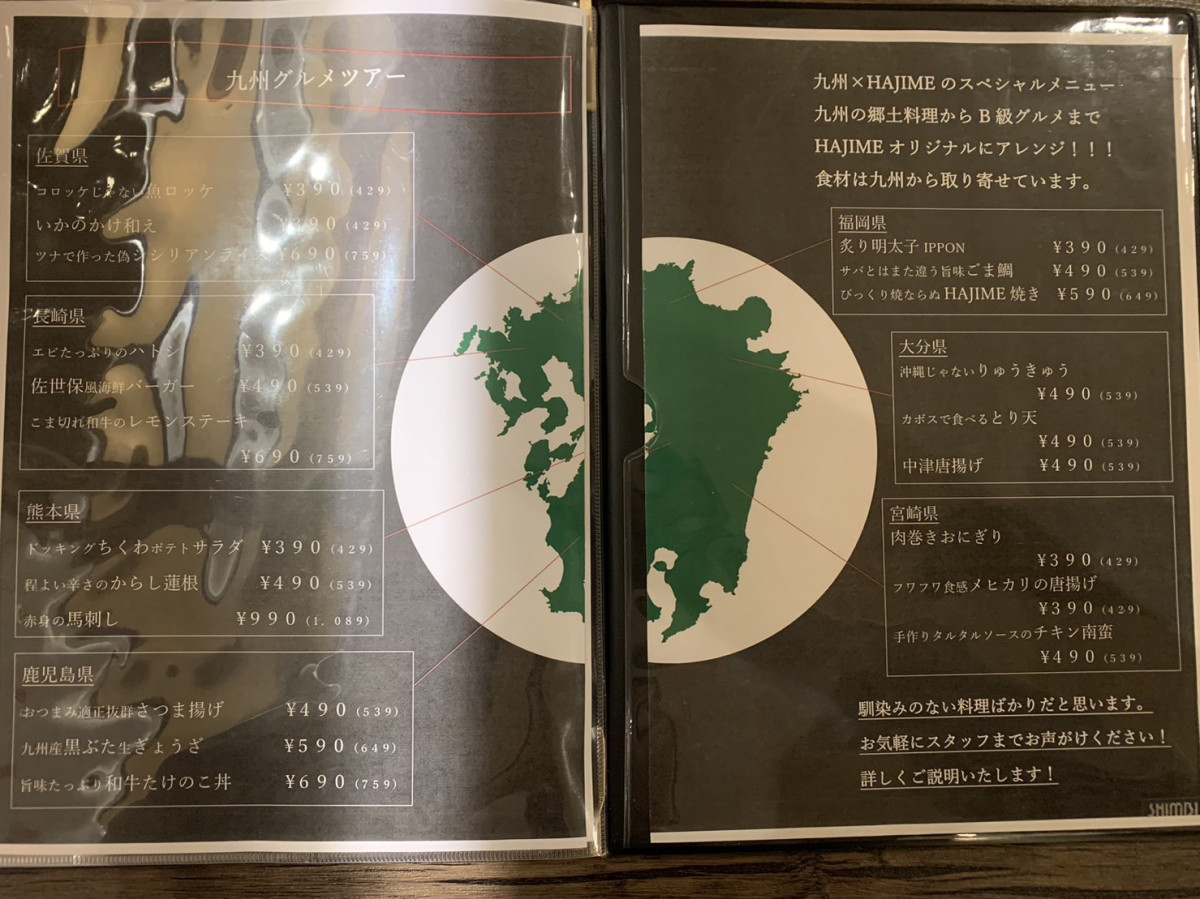 九州グルメツアー
佐賀県
コロッケじゃない魚ロッケ ¥390(429)
いかのかけ和え ¥390(429)
ツナで作った偽シシリアンライス ¥690(759)
長崎県
エビたっぷりのハトシ ¥390(429)
佐世保風海鮮バーガー ¥490(539)
こま切れ和牛のレモンステーキ
¥690(759)
熊本県
ドッキングちくわポテトサラダ ¥390(429)
程よい辛さのからし蓮根 ¥490(539)
赤身の馬刺し ¥990(1.089)
鹿児島県
おつまみ適正抜群さつま揚げ ¥490(539)
九州産黒ぶた生ぎょうざ ¥590(649)
旨味たっぷり和牛たけのこ丼 ¥690(759)
九州×HAJIMEのスペシャルメニュー
九州の郷土料理からB級グルメまで
HAJIMEオリジナルにアレンジ!!!
食材は九州から取り寄せています。
福岡県
炙り明太子IPPON ¥390(429)
サバとはまた違う旨味ごま鯛 ¥490(539)
びっくり焼ならぬHAJIME焼き ¥590(649)
大分県
沖縄じゃないりゅうきゅう
¥490(539)
カボスで食べるとり天
¥490(539)
中津唐揚げ ¥490(539)
宮崎県
肉巻きおにぎり
¥390(429)
フワフワ食感メヒカリの唐揚げ
¥390(429)
手作りタルタルソースのチキン南蛮
¥490(539)
馴染みのない料理ばかりだと思います。
お気軽にスタッフまでお声がけください!
詳しくご説明いたします!
SHIMBI